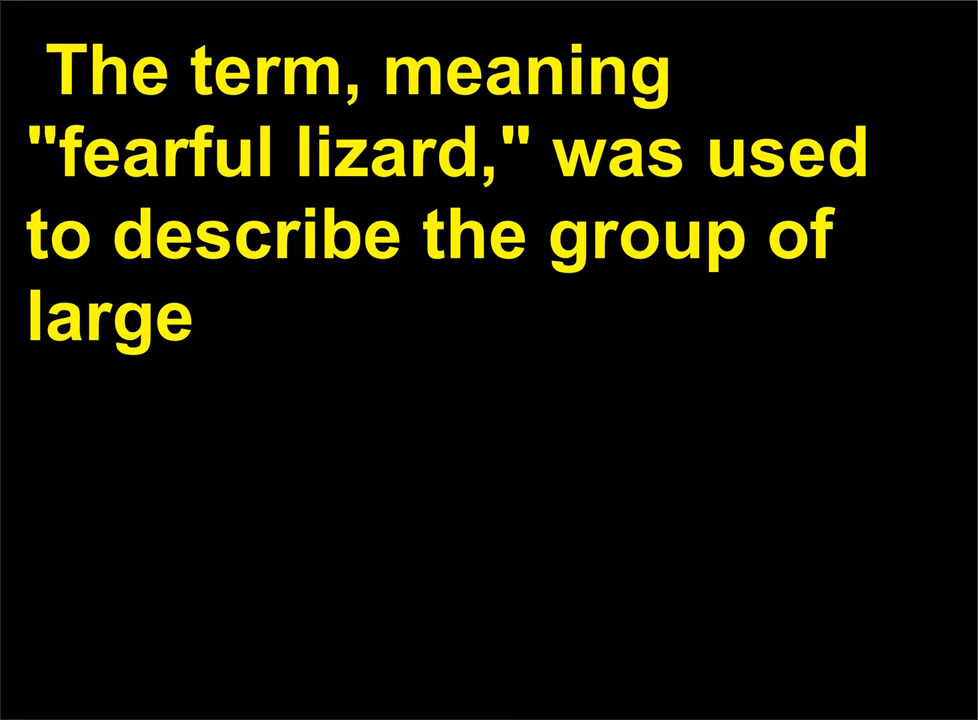 The term, meaning
"fearful lizard," was used
to describe the group of
large